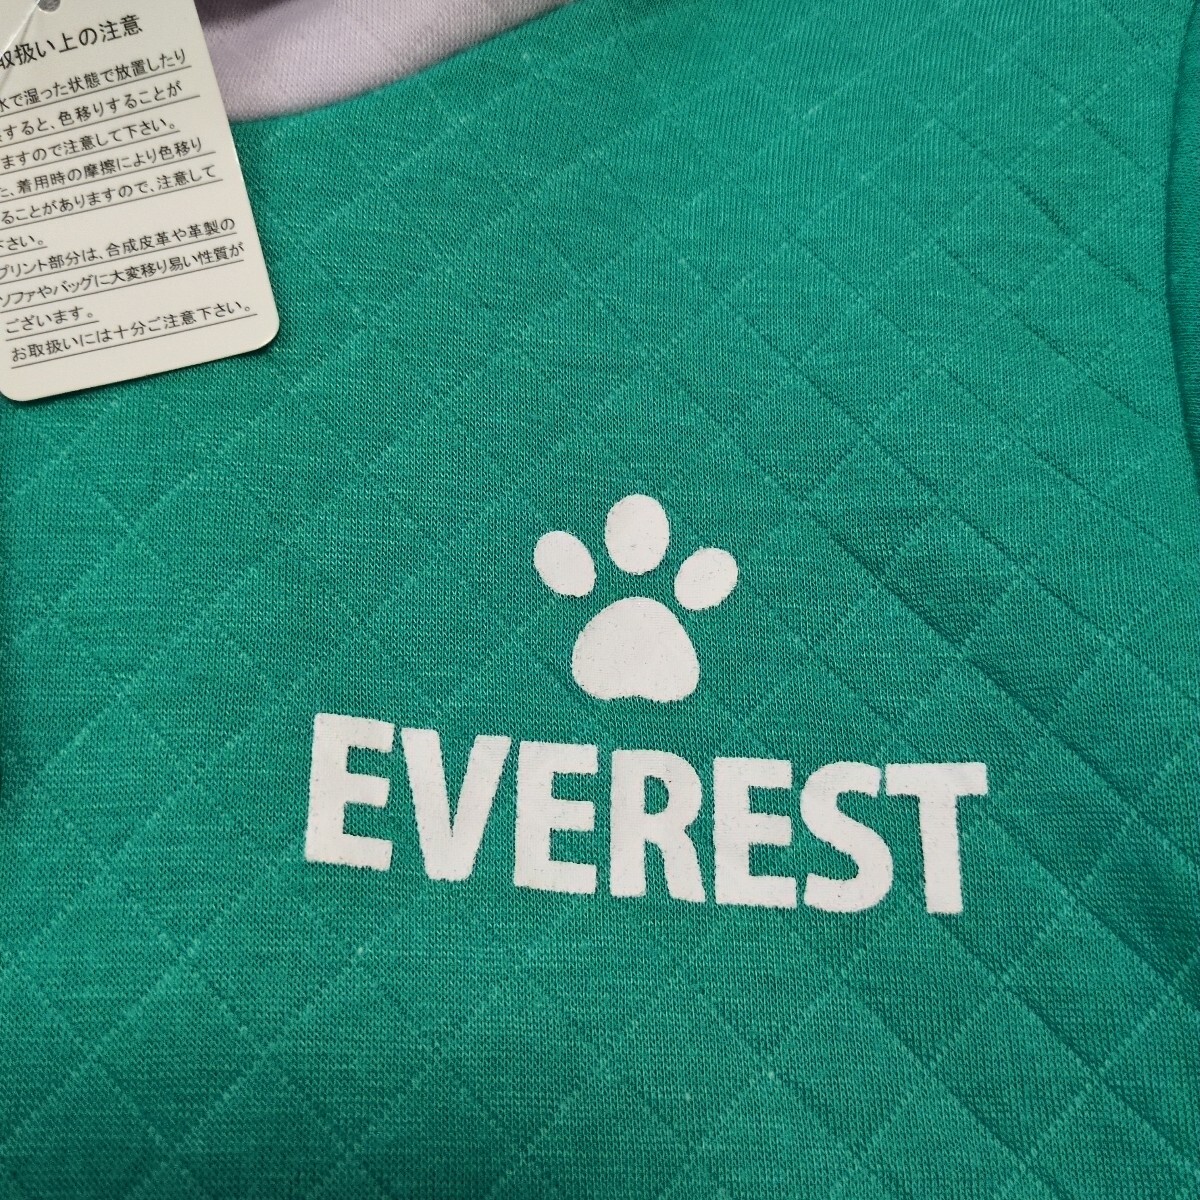 取扱い上の注意
水で湿った状態で放置したり
すると、色移りすることが
ますので注意して下さい。
た、着用時の摩擦により色移り
ることがありますので、注意して
下さい。
プリント部分は、合成皮革や革製の
ソファやバッグに大変移り易い性質が
ございます。
お取扱いには十分ご注意下さい。
EVEREST